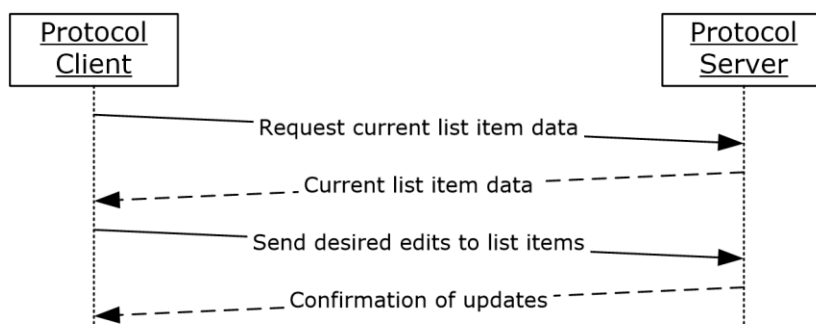 Protocol
Client
Protocol
Server
Request current list item data
Current list item data
Send desired edits to list items
Confirmation of updates